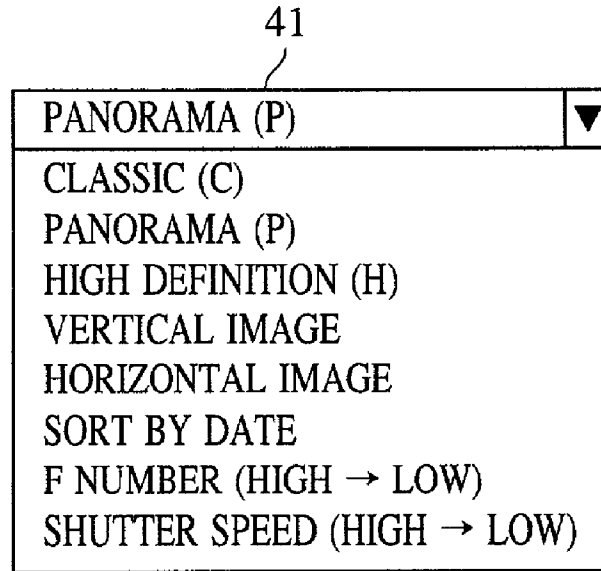 41
PANORAMA (P) ▼
CLASSIC (C)
PANORAMA (P)
HIGH DEFINITION (H)
VERTICAL IMAGE
HORIZONTAL IMAGE
SORT BY DATE
F NUMBER (HIGH → LOW)
SHUTTER SPEED (HIGH → LOW)